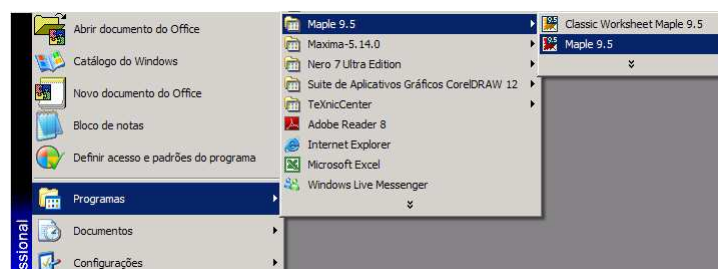 Abrir documento do Office
Catálogo do Windows
Novo documento do Office
Bloco de notas
Definir acesso e padrões do programa
Programas
Documentos
Configurações
ssional
Maple 9.5
Maxima-5.14.0
Nero 7 Ultra Edition
Suite de Aplicativos Gráficos CorelDRAW 12
TeXnicCenter
Adobe Reader 8
Internet Explorer
Microsoft Excel
Windows Live Messenger
Classic Worksheet Maple 9.5
Maple 9.5